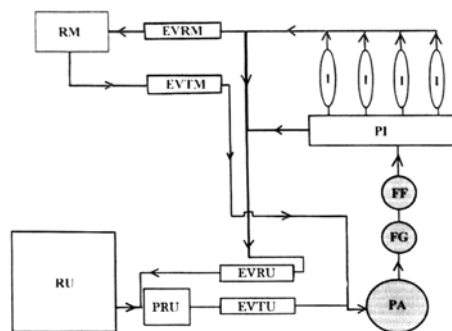 RM
EVRM
EVTM
I I I I
PI
FF
FG
RU
EVRU
PRU
EVTU
PA